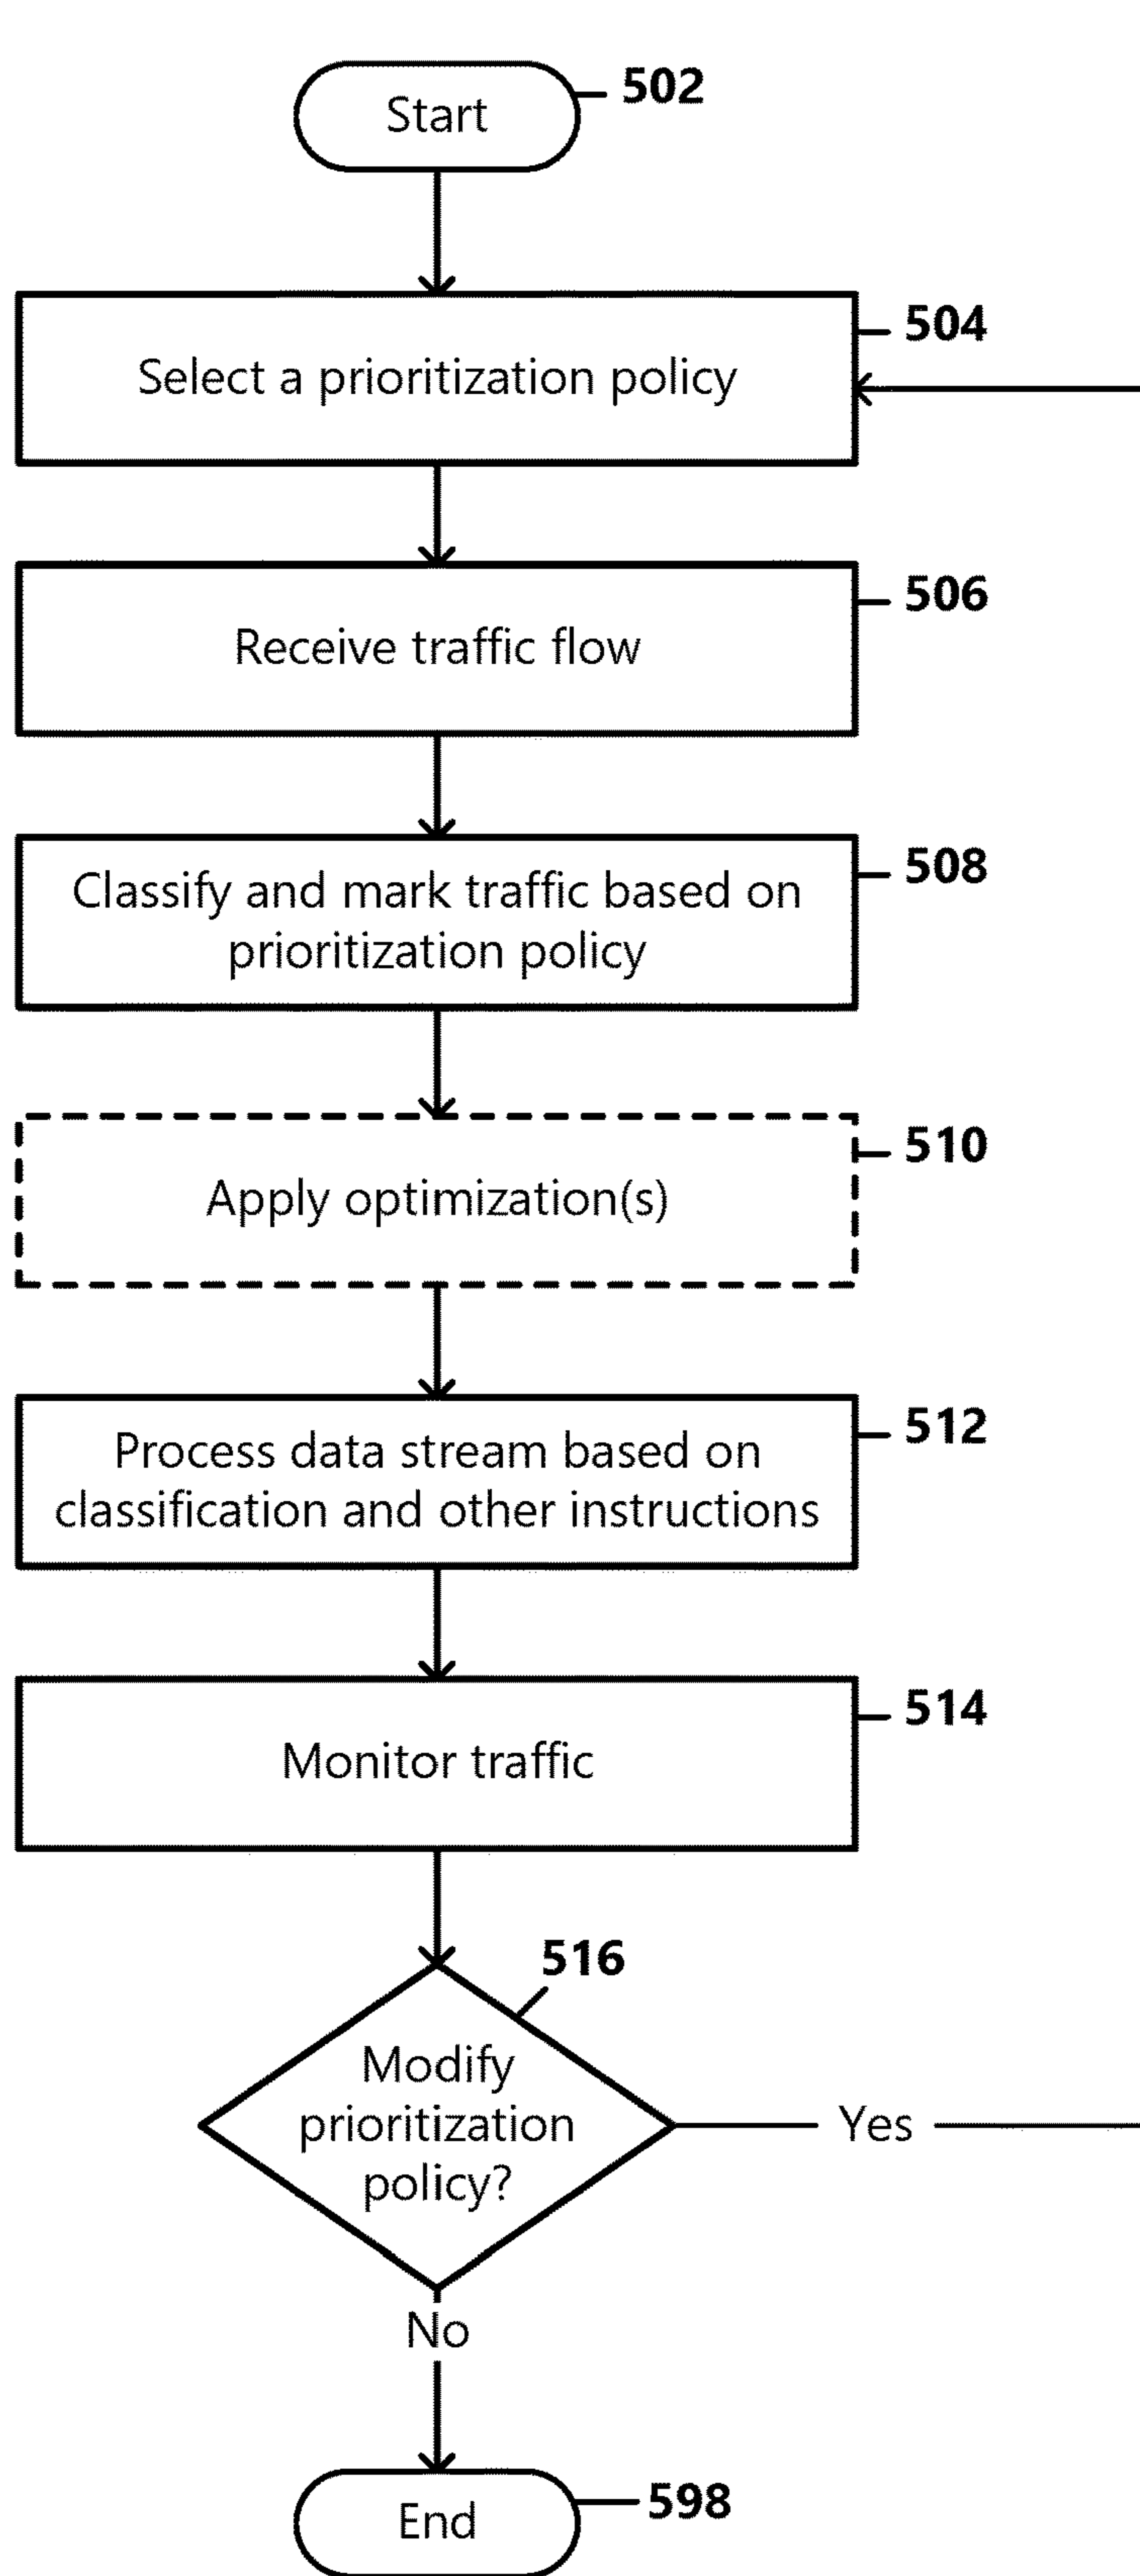 Start
502
Select a prioritization policy
504
Receive traffic flow
506
Classify and mark traffic based on
prioritization policy
508
Apply optimization(s)
510
Process data stream based on
classification and other instructions
512
Monitor traffic
514
516
Modify
prioritization
policy?
Yes
No
End
598